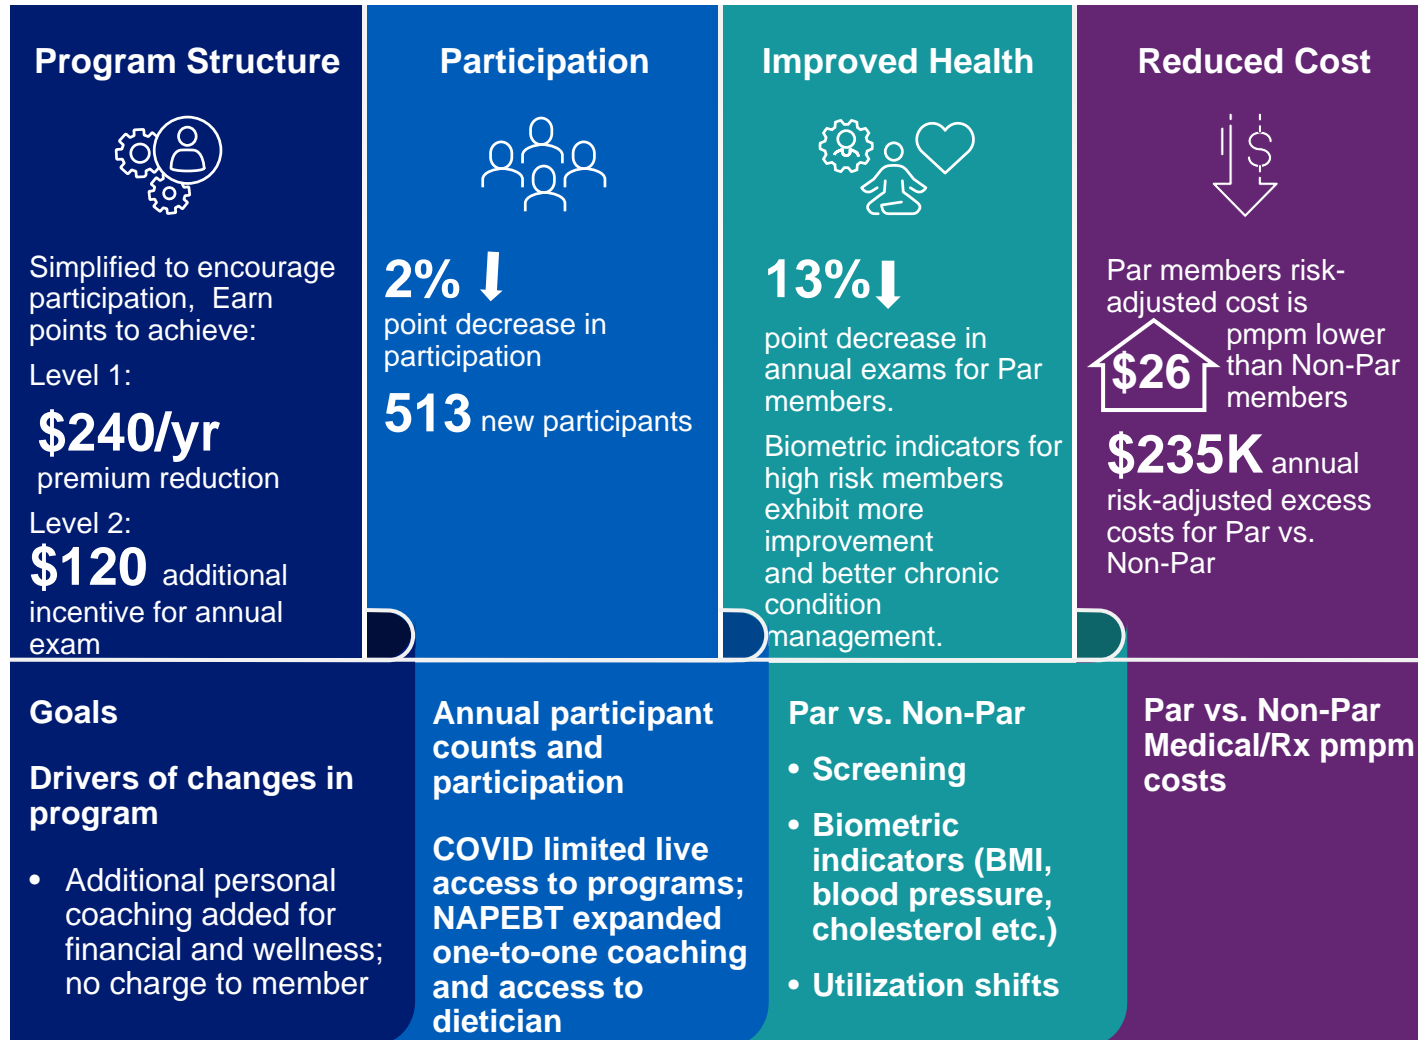 Program Structure
Simplified to encourage
participation,  Earn
points to achieve:
Level 1:
$240/yr
premium reduction
Level 2:
$120 additional
incentive for annual
exam
Participation
2%
point decrease in
participation
513 new participants
Improved Health
13%
point decrease in
annual exams for Par
members.
Biometric indicators for
high risk members
exhibit more
improvement
and better chronic
condition
management.
Reduced Cost
$
Par members risk-
adjusted cost is
$26
pmpm lower
than Non-Par
members
$235K annual
risk-adjusted excess
costs for Par vs.
Non-Par
Goals
Drivers of changes in
program
• Additional personal
coaching added for
financial and wellness;
no charge to member
Annual participant
counts and
participation
COVID limited live
access to programs;
NAPEBT expanded
one-to-one coaching
and access to
dietician
Par vs. Non-Par
• Screening
• Biometric
indicators (BMI,
blood pressure,
cholesterol etc.)
• Utilization shifts
Par vs. Non-Par
Medical/Rx pmpm
costs